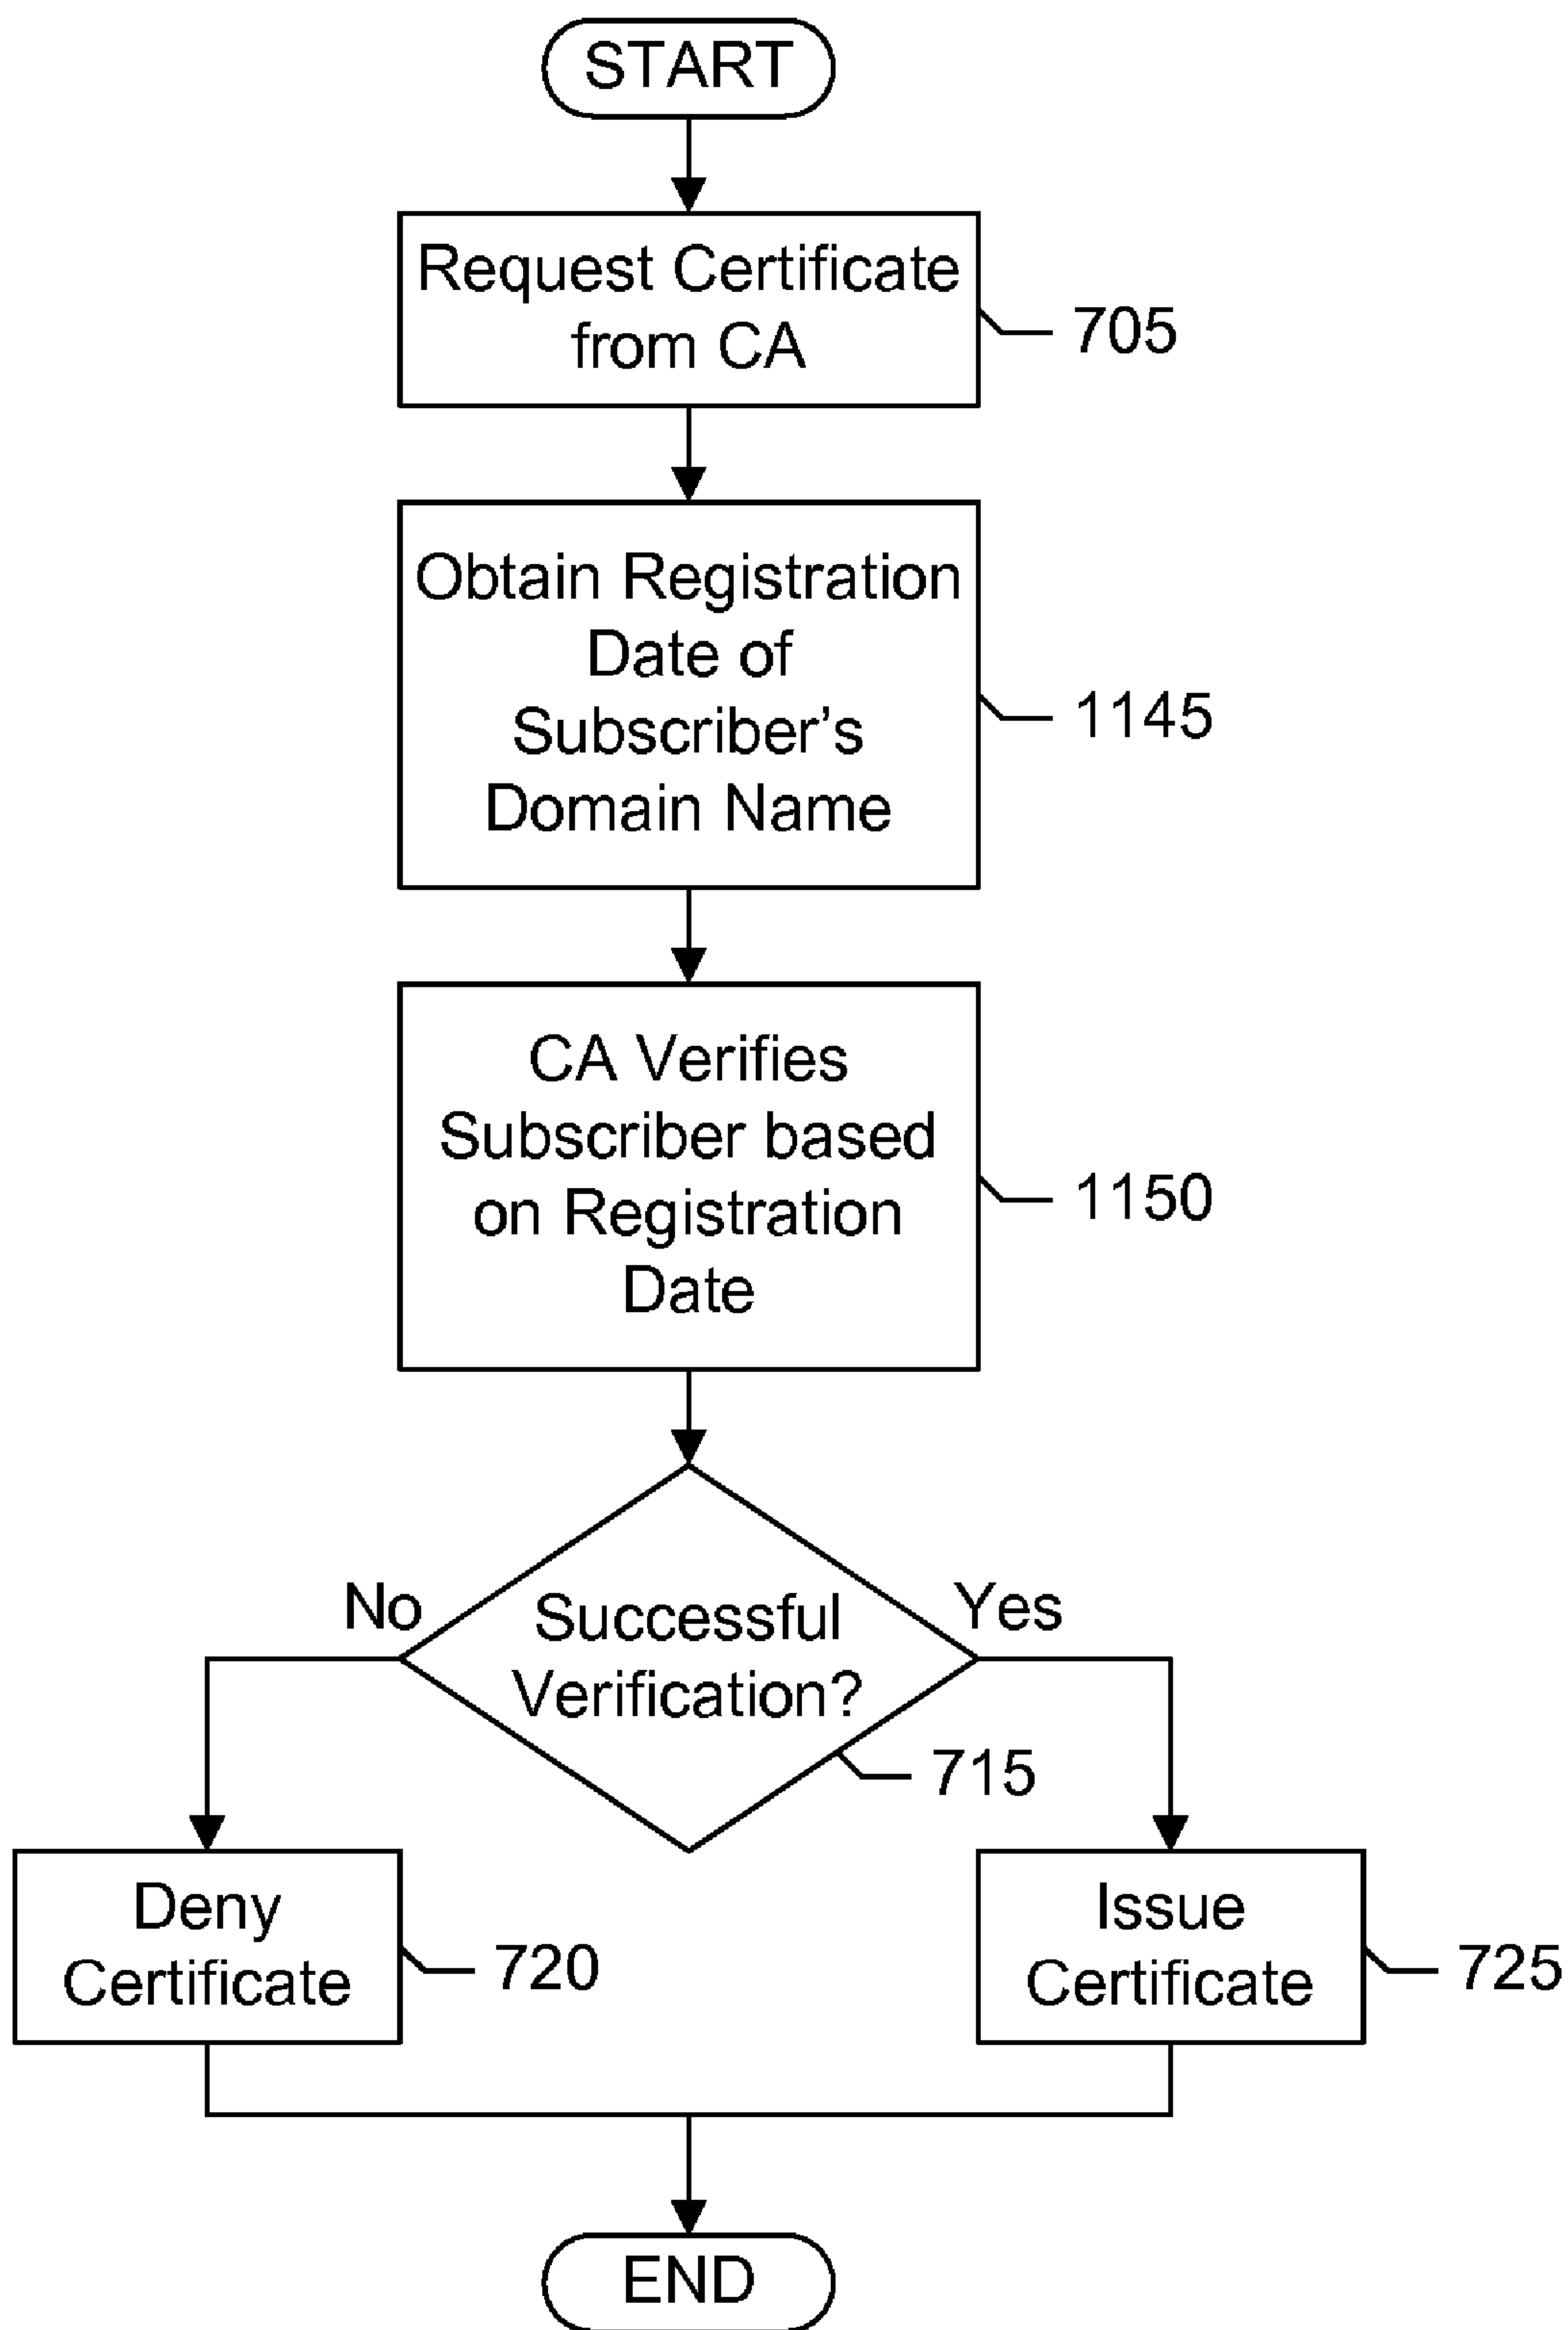 START
Request Certificate
from CA
705
Obtain Registration
Date of
Subscriber’s
Domain Name
1145
CA Verifies
Subscriber based
on Registration
Date
1150
No
Successful
Verification?
Yes
715
Deny
Certificate
720
Issue
Certificate
725
END